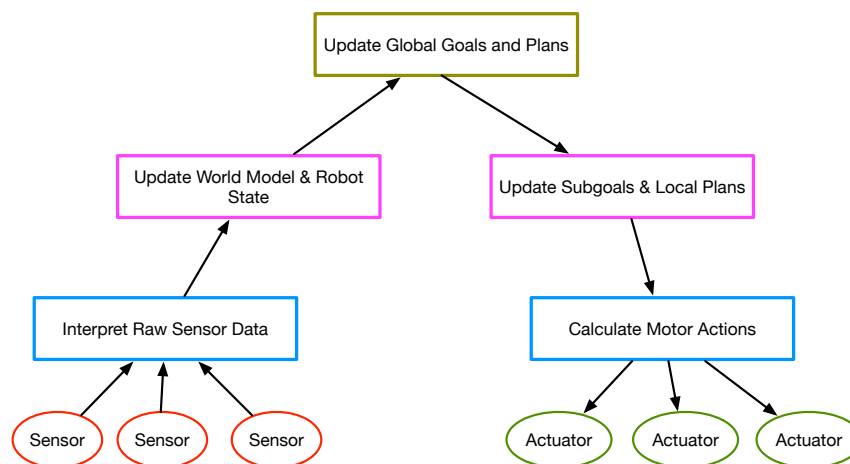 Update Global Goals and Plans
Update World Model & Robot
State
Update Subgoals & Local Plans
Interpret Raw Sensor Data
Calculate Motor Actions
Sensor
Sensor
Sensor
Actuator
Actuator
Actuator